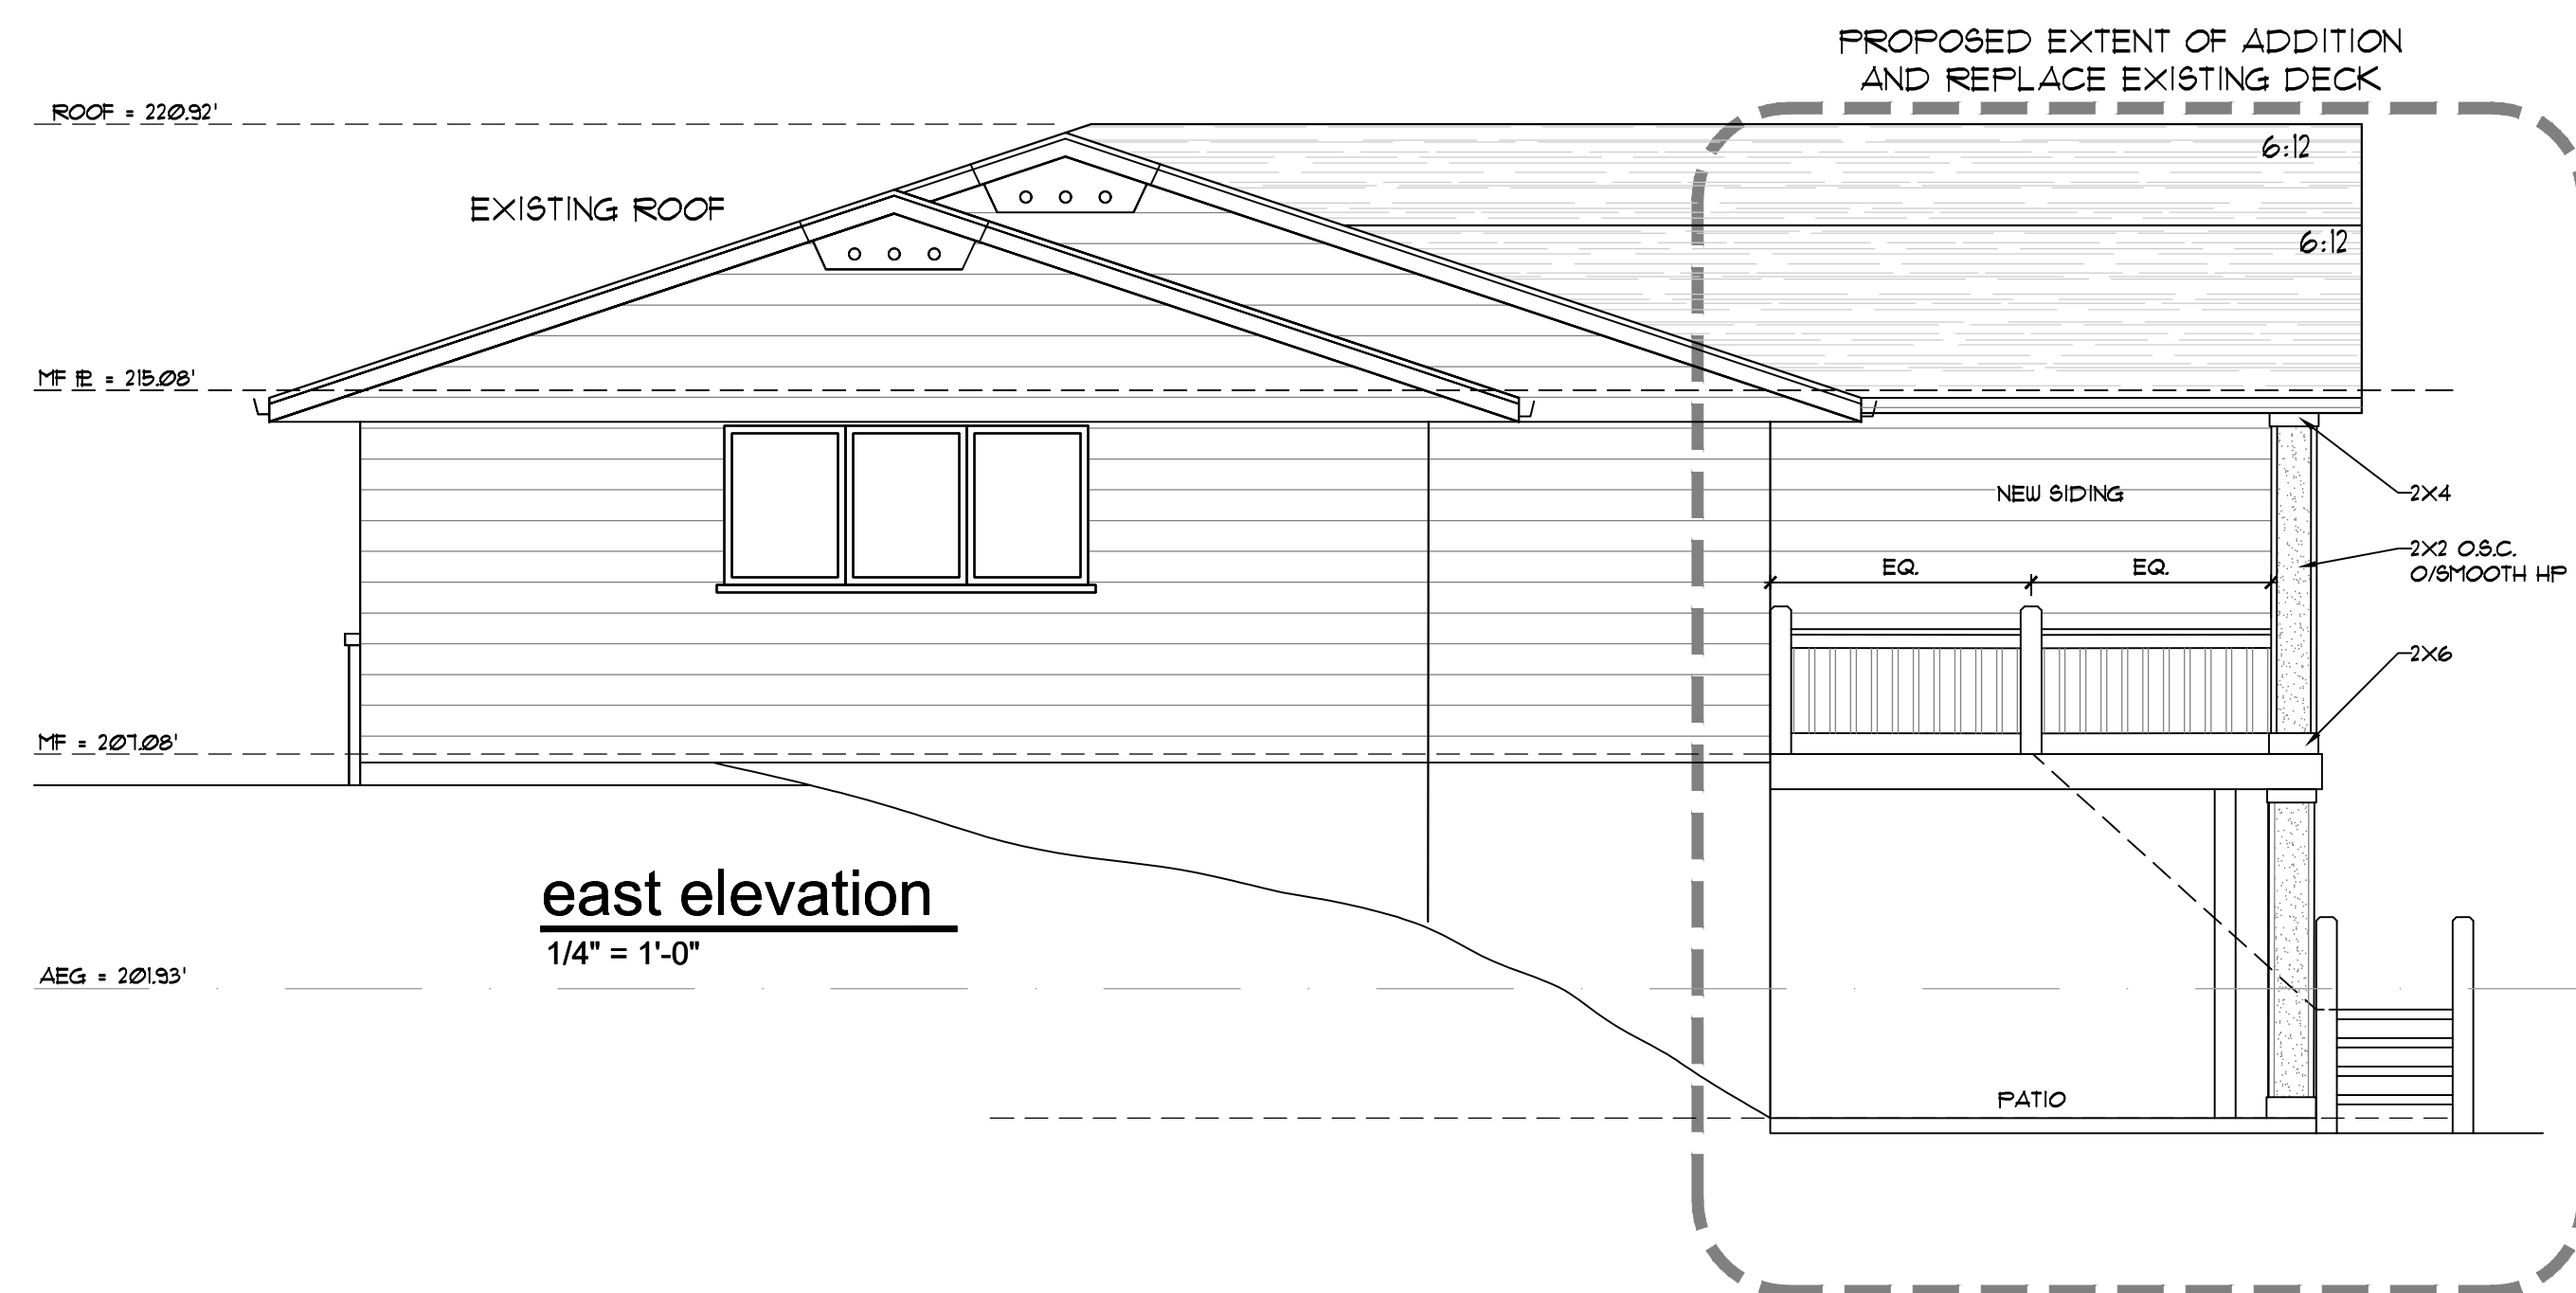 PROPOSED EXTENT OF ADDITION
AND REPLACE EXISTING DECK
ROOF = 220.92'
6:12
EXISTING ROOF
6:12
MF PL = 215.08'
NEW SIDING
2X4
2X2 O.S.C.
O/SMOOTH HP
EQ.
EQ.
2X6
MF = 207.08'
east elevation
1/4" = 1'-0"
AEG = 201.93'
PATIO